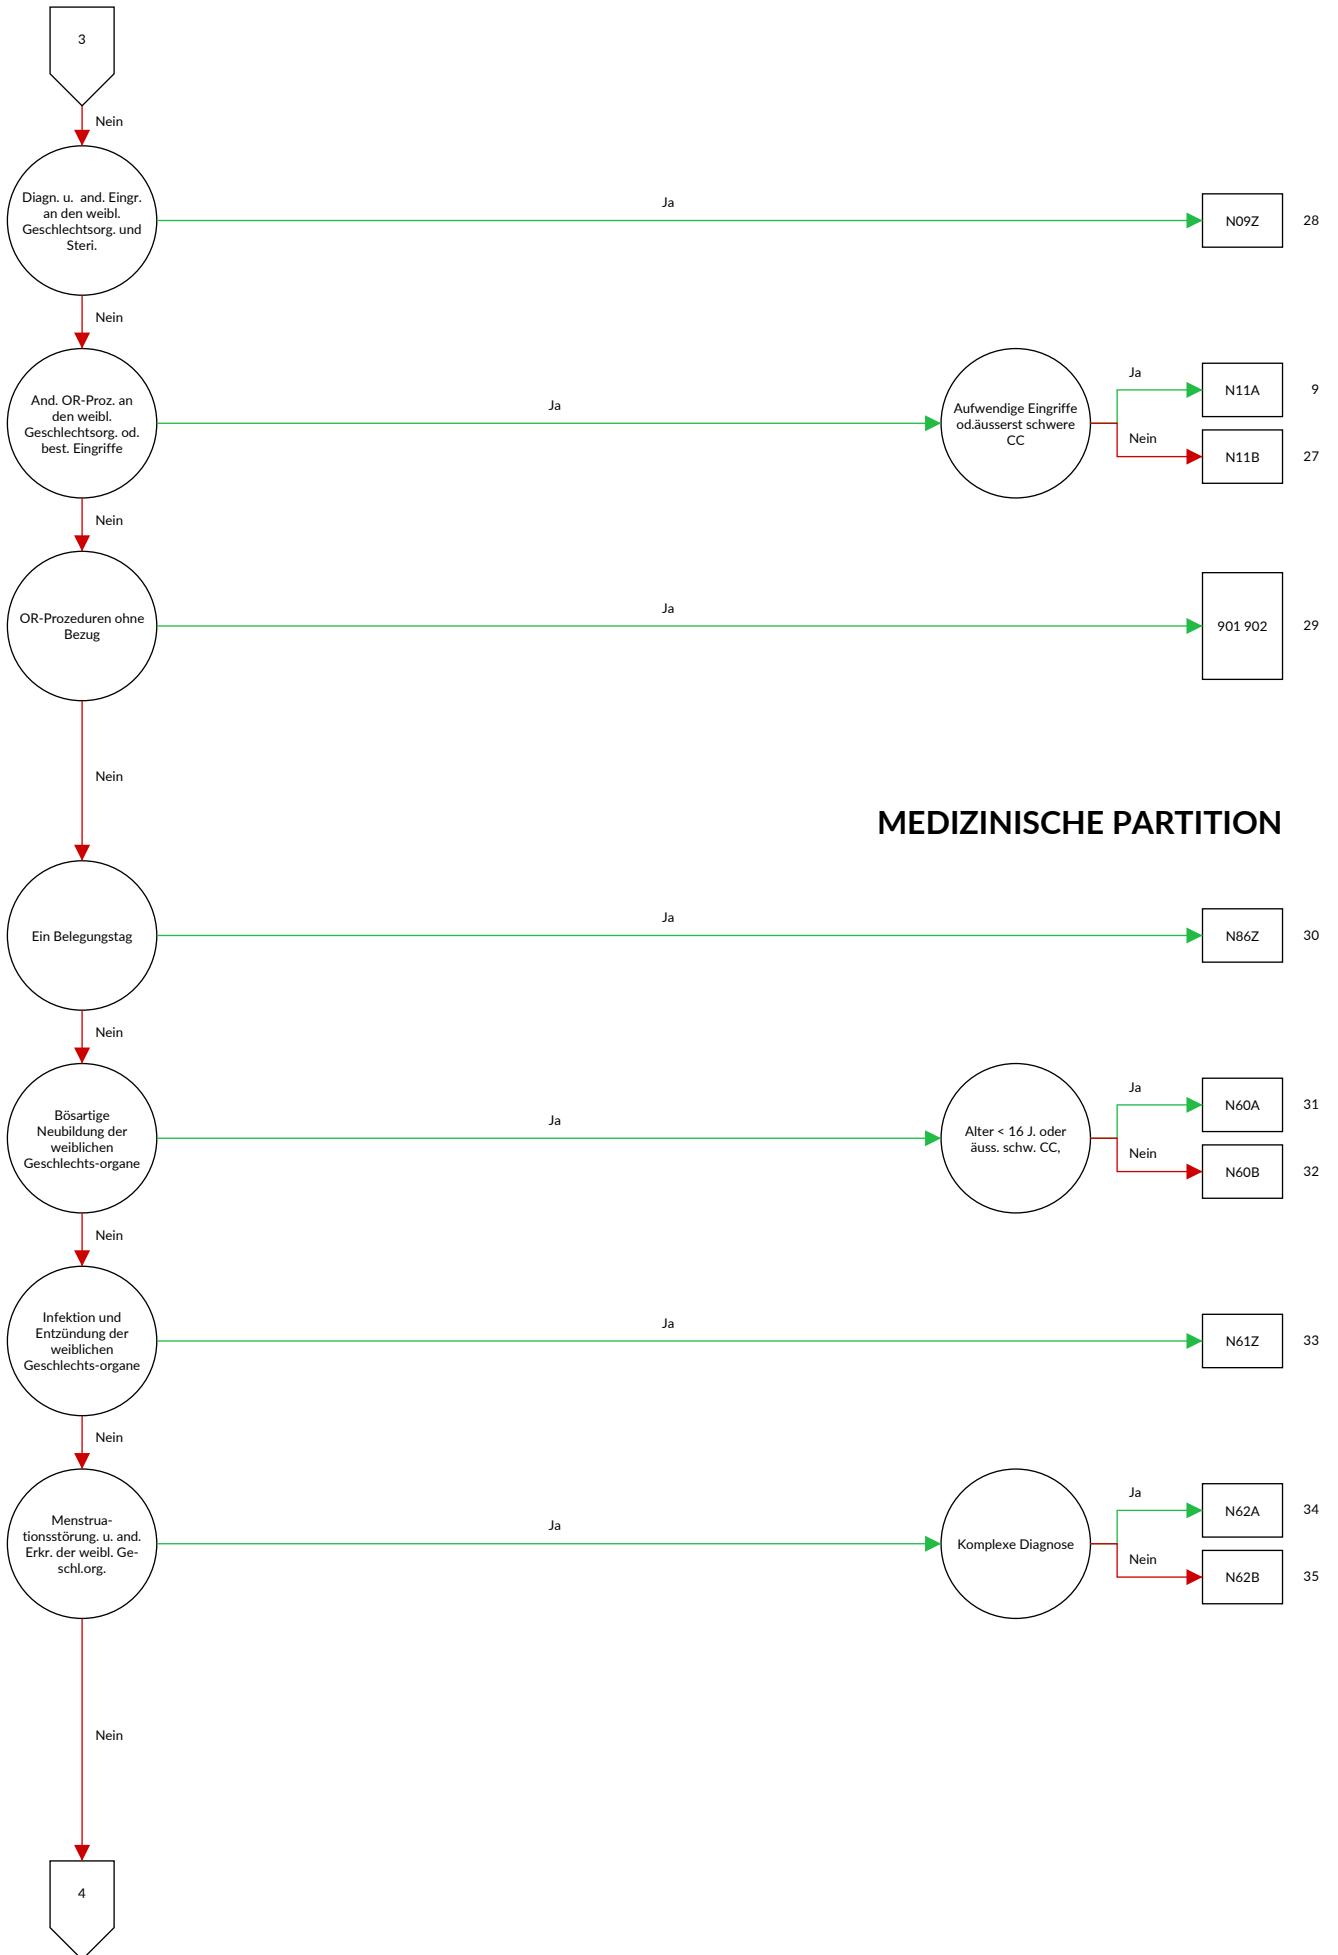 3
Nein
Diagn. u. and. Eingr.
an den weibl.
Geschlechtsorg. und
Steri.
Ja
N09Z
28
Nein
And. OR-Proz. an
den weibl.
Geschlechtsorg. od.
best. Eingriffe
Ja
Aufwendige Eingriffe
od.äusserst schwere
CC
Ja
N11A
9
Nein
N11B
27
Nein
OR-Prozeduren ohne
Bezug
Ja
901 902
29
Nein
MEDIZINISCHE PARTITION
Ein Belegungstag
Ja
N86Z
30
Nein
Bösartige
Neubildung der
weiblichen
Geschlechts-organe
Ja
Alter < 16 J. oder
äuss. schw. CC,
Ja
N60A
31
Nein
N60B
32
Nein
Infektion und
Entzündung der
weiblichen
Geschlechts-organe
Ja
N61Z
33
Nein
Menstrua-
tionsstörung. u. and.
Erkr. der weibl. Ge-
schl.org.
Ja
Komplexe Diagnose
Ja
N62A
34
Nein
N62B
35
Nein
4